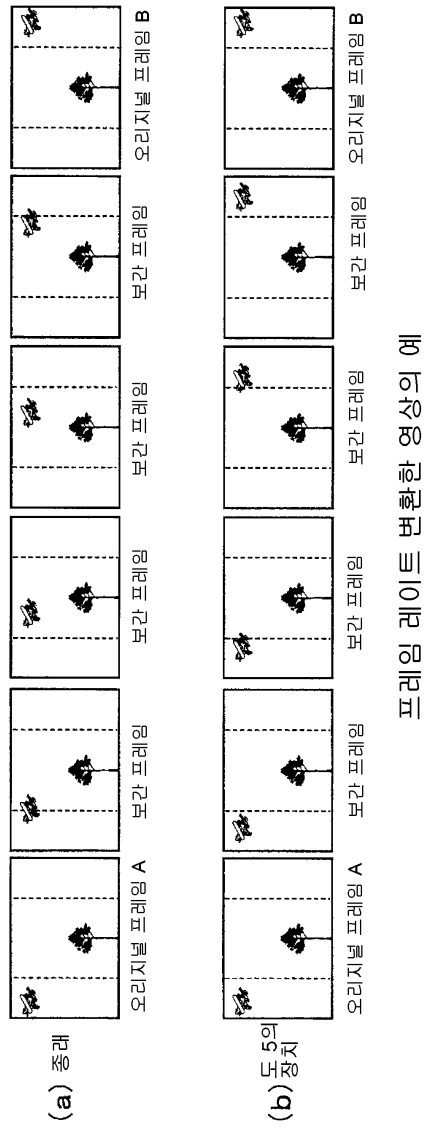 (a) 종래
오리지널 프레임 A
보간 프레임
보간 프레임
보간 프레임
보간 프레임
오리지널 프레임 B
(b) 도 5의
장치
오리지널 프레임 A
보간 프레임
보간 프레임
보간 프레임
보간 프레임
오리지널 프레임 B
프레임 레이트 변환한 영상의 예